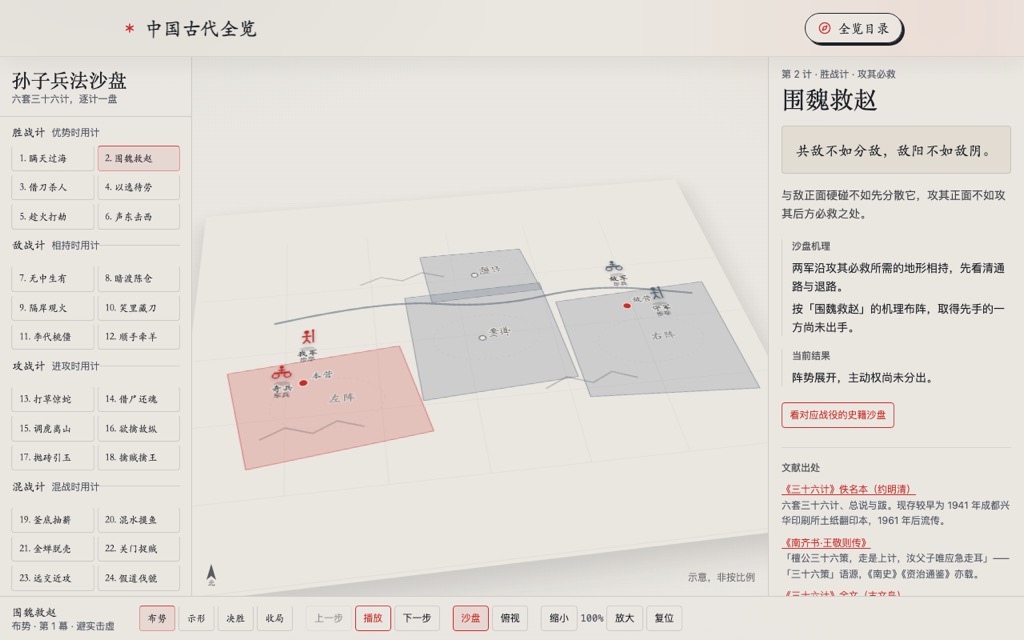 * 中国古代全览
全览目录
孙子兵法沙盘
六套三十六计，逐计一盘
胜战计 优势时用计
1. 瞒天过海
2. 围魏救赵
3. 借刀杀人
4. 以逸待劳
5. 趁火打劫
6. 声东击西
敌战计 相持时用计
7. 无中生有
8. 暗渡陈仓
9. 隔岸观火
10. 笑里藏刀
11. 李代桃僵
12. 顺手牵羊
攻战计 进攻时用计
13. 打草惊蛇
14. 借尸还魂
15. 调虎离山
16. 欲擒故纵
17. 抛砖引玉
18. 擒贼擒王
混战计 混战时用计
19. 釜底抽薪
20. 混水摸鱼
21. 金蝉脱壳
22. 关门捉贼
23. 远交近攻
24. 假道伐虢
敌军
敌营
右阵
要道
我军
奇兵
本营
左阵
北
示意，非按比例
第 2 计 · 胜战计 · 攻其必救
围魏救赵
共敌不如分敌，敌阳不如敌阴。
与敌正面硬碰不如先分散它，攻其正面不如攻
其后方必救之处。
沙盘机理
两军沿攻其必救所需的地形相持，先看清通
路与退路。
按「围魏救赵」的机理布阵，取得先手的一
方尚未出手。
当前结果
阵势展开，主动权尚未分出。
看对应战役的史籍沙盘
文献出处
《三十六计》佚名本（约明清）
六套三十六计、总说与跋。现存较早为 1941 年成都兴
华印刷所土纸翻印本，1961 年后流传。
《南齐书·王敬则传》
「檀公三十六策，走是上计，汝父子唯应急走耳」——
「三十六策」语源，《南史》《资治通鉴》亦载。
围魏救赵
布势 · 第 1 幕 · 避实击虚
布势
示形
决胜
收局
上一步
播放
下一步
沙盘
俯视
缩小
100%
放大
复位